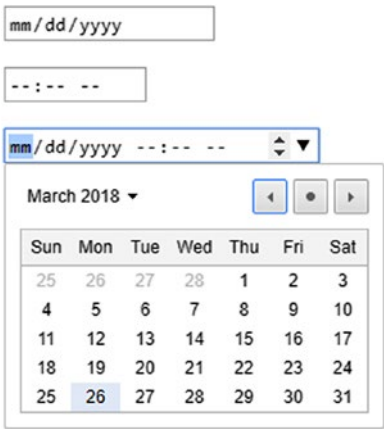 mm/dd/yyyy
--:-- --
mm/dd/yyyy --:-- --
March 2018
Sun Mon Tue Wed Thu Fri Sat
25 26 27 28 1 2 3
4 5 6 7 8 9 10
11 12 13 14 15 16 17
18 19 20 21 22 23 24
25 26 27 28 29 30 31